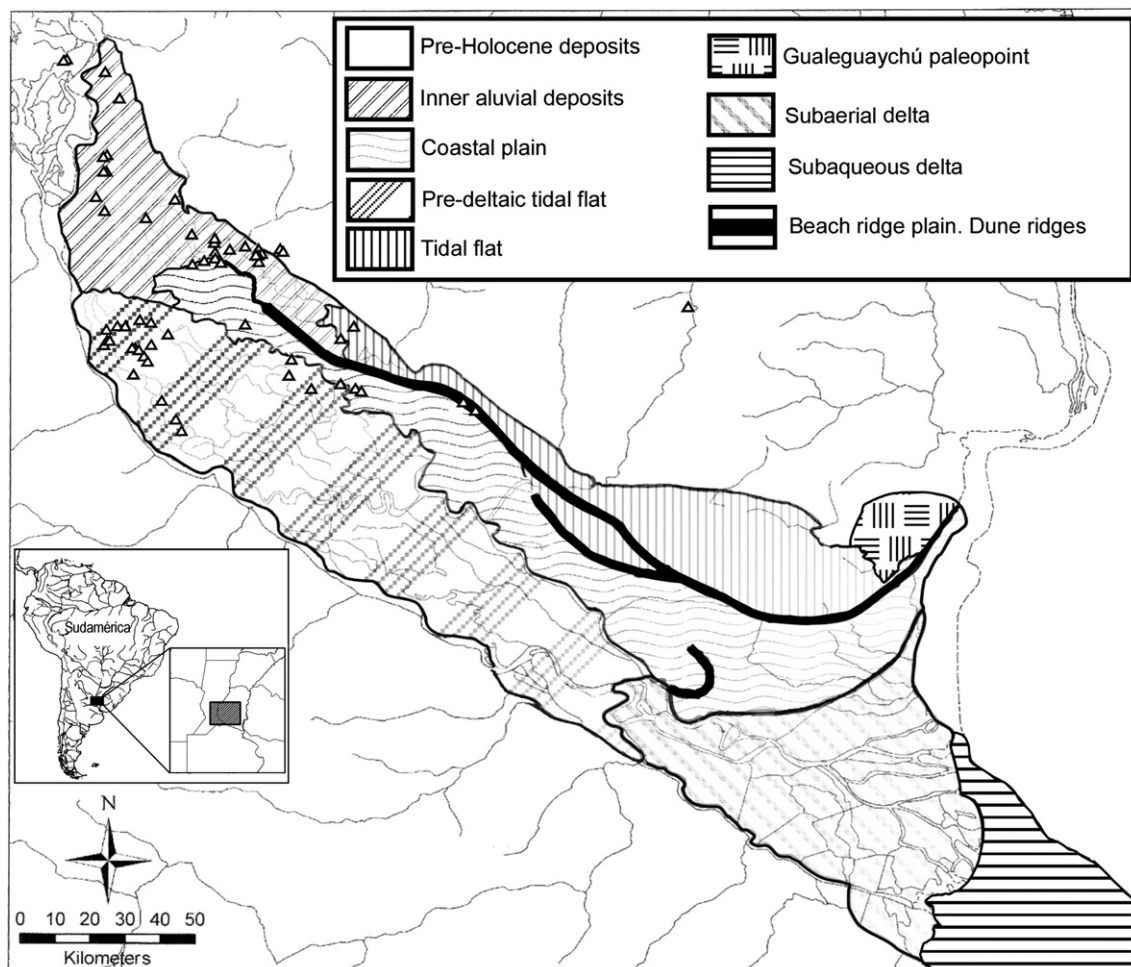 Pre-Holocene deposits
Inner aluvial deposits
Coastal plain
Pre-deltaic tidal flat
Tidal flat
Gualeguaychú paleopoint
Subaerial delta
Subaqueous delta
Beach ridge plain. Dune ridges
Sudamérica
N
0 10 20 30 40 50
Kilometers